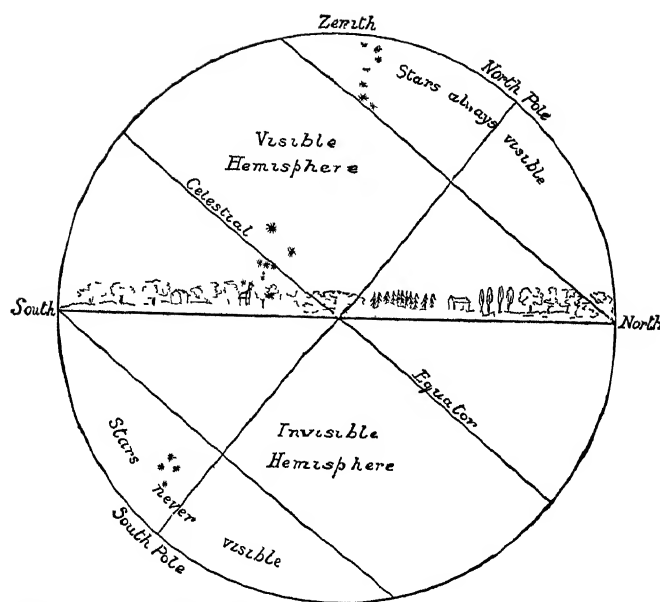 Zenith
North Pole
Stars always
visible
Visible
Hemisphere
Celestial
South
North
Equator
Invisible
Hemisphere
Stars
never
visible
South Pole